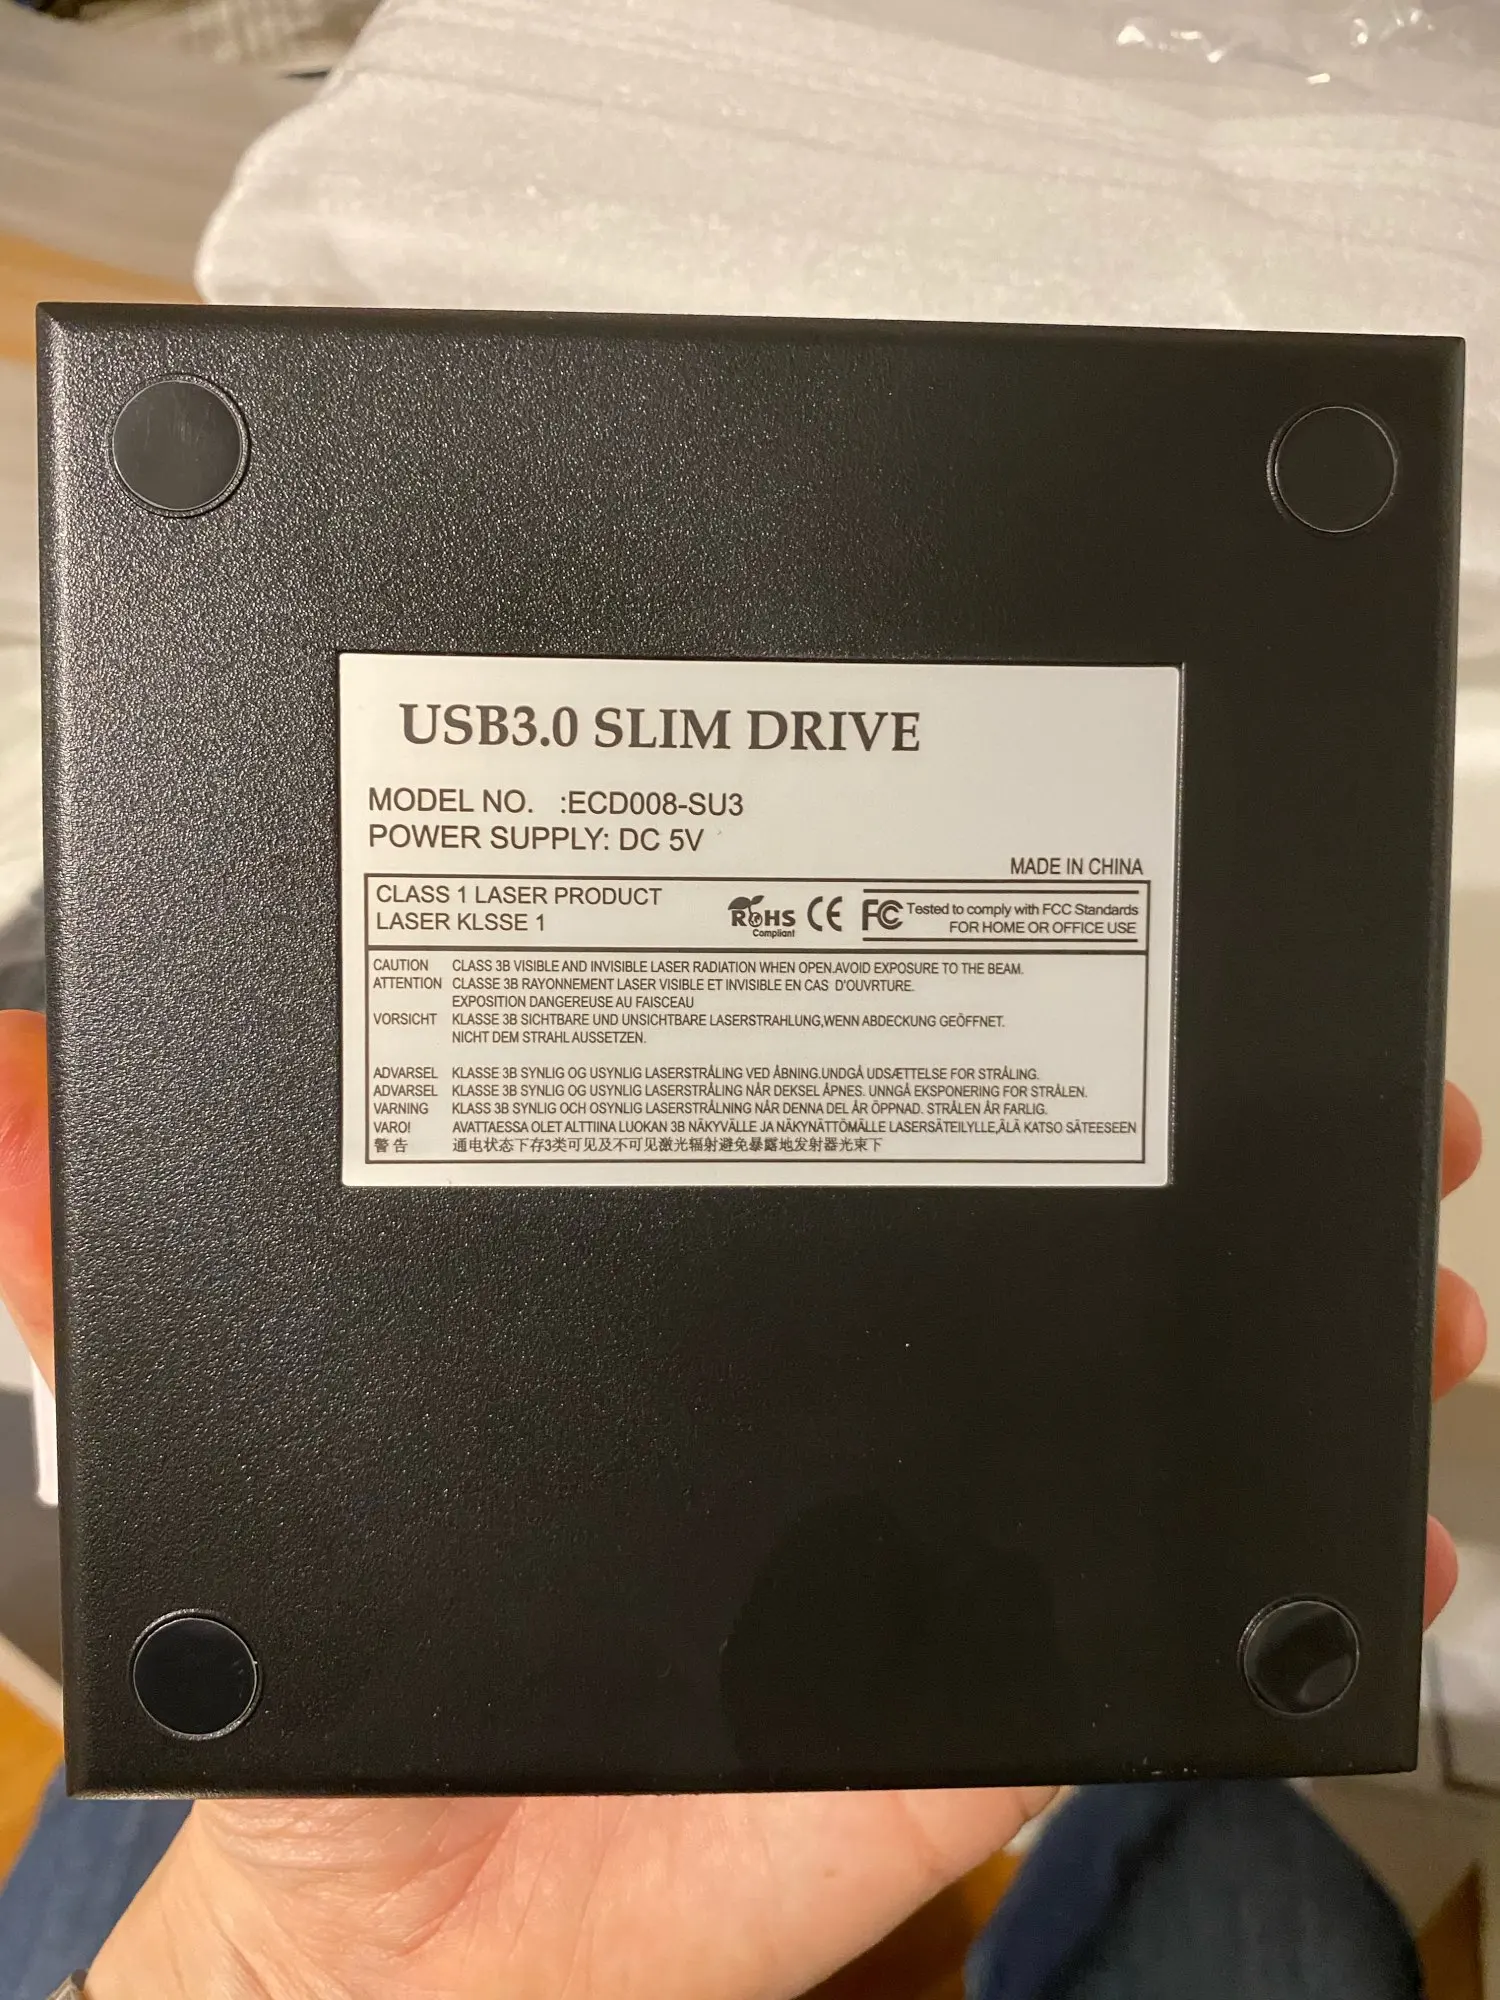 USB3.0 SLIM DRIVE
MODEL NO. :ECD008-SU3
POWER SUPPLY: DC 5V
MADE IN CHINA
CLASS 1 LASER PRODUCT
LASER KLSSE 1
RoHS
Compliant
CE
FC Tested to comply with FCC Standards
FOR HOME OR OFFICE USE
CAUTION CLASS 3B VISIBLE AND INVISIBLE LASER RADIATION WHEN OPEN.AVOID EXPOSURE TO THE BEAM.
ATTENTION CLASSE 3B RAYONNEMENT LASER VISIBLE ET INVISIBLE EN CAS D'OUVRTURE.
EXPOSITION DANGEREUSE AU FAISCEAU
VORSICHT KLASSE 3B SICHTBARE UND UNSICHTBARE LASERSTRAHLUNG,WENN ABDECKUNG GEÖFFNET.
NICHT DEM STRAHL AUSSETZEN.
ADVARSEL KLASSE 3B SYNLIG OG USYNLIG LASERSTRÅLING VED ÅBNING.UNDGÅ UDSÆTTELSE FOR STRÅLING.
ADVARSEL KLASSE 3B SYNLIG OG USYNLIG LASERSTRÅLING NÅR DEKSEL ÅPNES. UNNGÅ EKSPONERING FOR STRÅLEN.
VARNING KLASS 3B SYNLIG OCH OSYNLIG LASERSTRÅLNING NÅR DENNA DEL ÅR ÖPPNAD. STRÅLEN ÅR FARLIG.
VARO! AVATTAESSA OLET ALTTIINA LUOKAN 3B NÄKYVÄLLE JA NÄKYNÄTTÖMÄLLE LASERSÄTEILYLLE,ÄLÄ KATSO SÄTEESEEN
警告 通电状态下存3类可见及不可见激光辐射避免暴露地发射器光束下